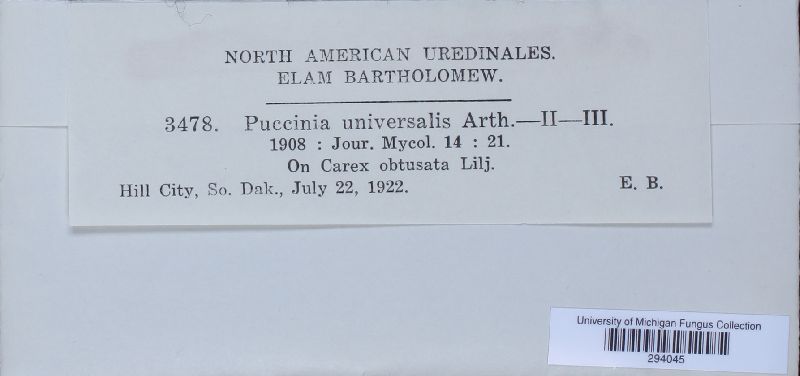 NORTH AMERICAN UREDINALES.
ELAM BARTHOLOMEW.
3478. Puccinia universalis Arth.—II—III.
1908 : Jour. Mycol. 14 : 21.
On Carex obtusata Lilj.
Hill City, So. Dak., July 22, 1922. E. B.
University of Michigan Fungus Collection
294045